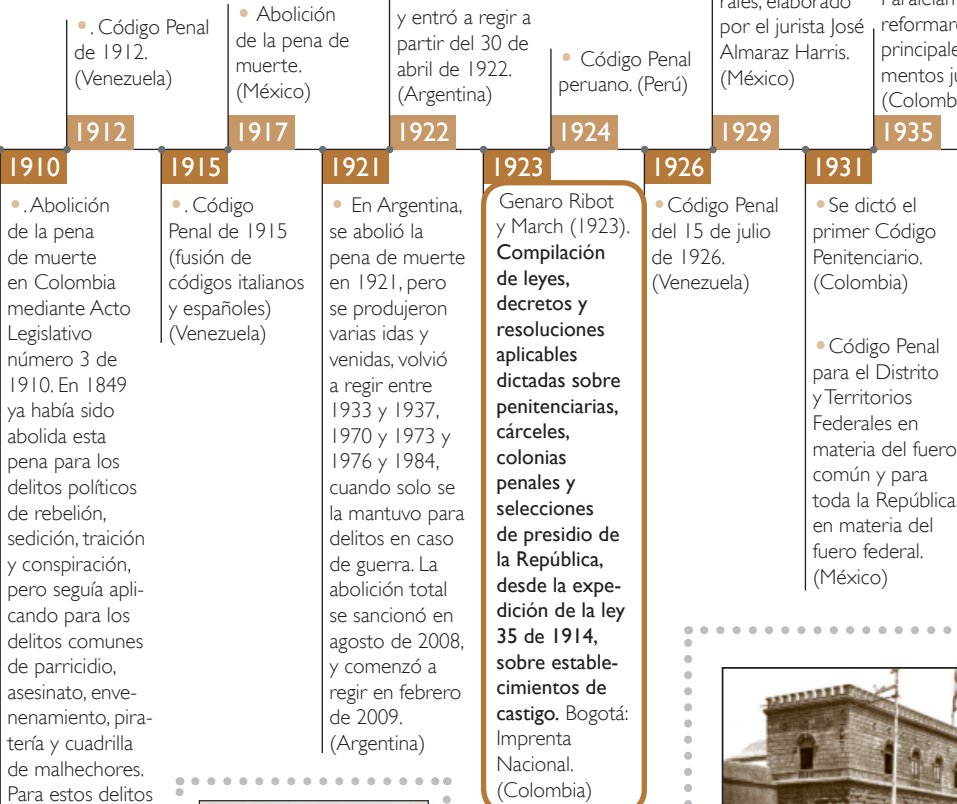 •. Código Penal
de 1912.
(Venezuela)
• Abolición
de la pena de
muerte.
(México)
y entró a regir a
partir del 30 de
abril de 1922.
(Argentina)
• Código Penal
peruano. (Perú)
rales, elaborado
por el jurista José
Almaraz Harris.
(México)
reformar
principale
mentos ju
(Colomb
1912
1917
1922
1924
1929
1935
1910
1915
1921
1923
1926
1931
•. Abolición
de la pena
de muerte
en Colombia
mediante Acto
Legislativo
número 3 de
1910. En 1849
ya había sido
abolida esta
pena para los
delitos políticos
de rebelión,
sedición, traición
y conspiración,
pero seguía apli-
cando para los
delitos comunes
de parricidio,
asesinato, enve-
nenamiento, pira-
tería y cuadrilla
de malhechores.
Para estos delitos
•. Código
Penal de 1915
(fusión de
códigos italianos
y españoles)
(Venezuela)
• En Argentina,
se abolió la
pena de muerte
en 1921, pero
se produjeron
varias idas y
venidas, volvió
a regir entre
1933 y 1937,
1970 y 1973 y
1976 y 1984,
cuando solo se
la mantuvo para
delitos en caso
de guerra. La
abolición total
se sancionó en
agosto de 2008,
y comenzó a
regir en febrero
de 2009.
(Argentina)
Genaro Ribot
y March (1923).
Compilación
de leyes,
decretos y
resoluciones
aplicables
dictadas sobre
penitenciarias,
cárceles,
colonias
penales y
selecciones
de presidio de
la República,
desde la expe-
dición de la ley
35 de 1914,
sobre estable-
cimientos de
castigo. Bogotá:
Imprenta
Nacional.
(Colombia)
• Código Penal
del 15 de julio
de 1926.
(Venezuela)
• Se dictó el
primer Código
Penitenciario.
(Colombia)
• Código Penal
para el Distrito
y Territorios
Federales en
materia del fuero
común y para
toda la República
en materia del
fuero federal.
(México)